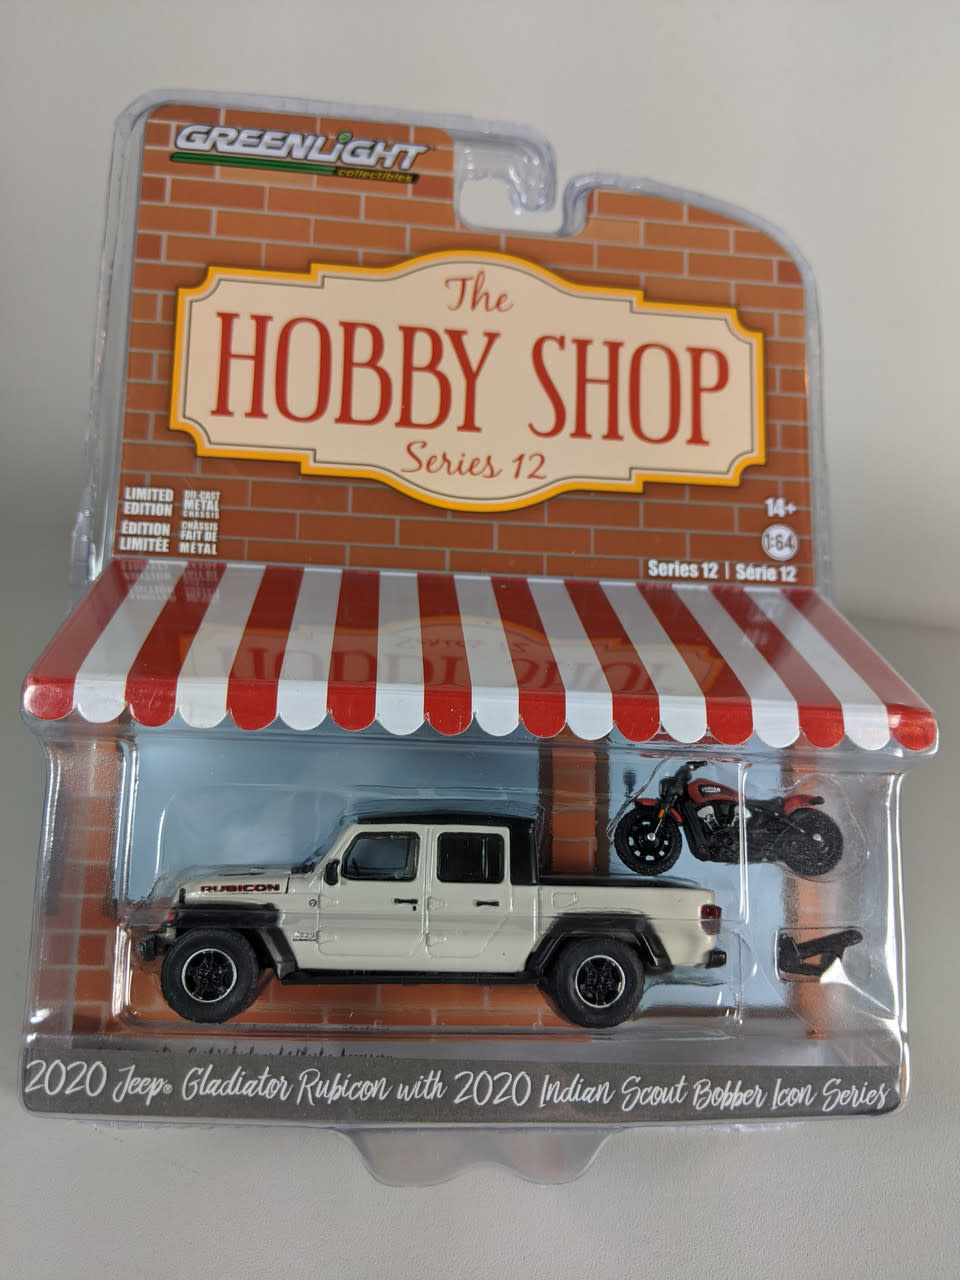 GREENLiGHT
collectibles
The
HOBBY SHOP
Series 12
LIMITED
EDITION
ÉDITION
LIMITÉE
DIE-CAST
METAL
CHASSIS
CHÂSSIS
FAIT DE
MÉTAL
14+
1:64
Series 12 | Série 12
INDIAN
RUBICON
Jeep
2020 Jeep® Gladiator Rubicon with 2020 Indian Scout Bobber Icon Series